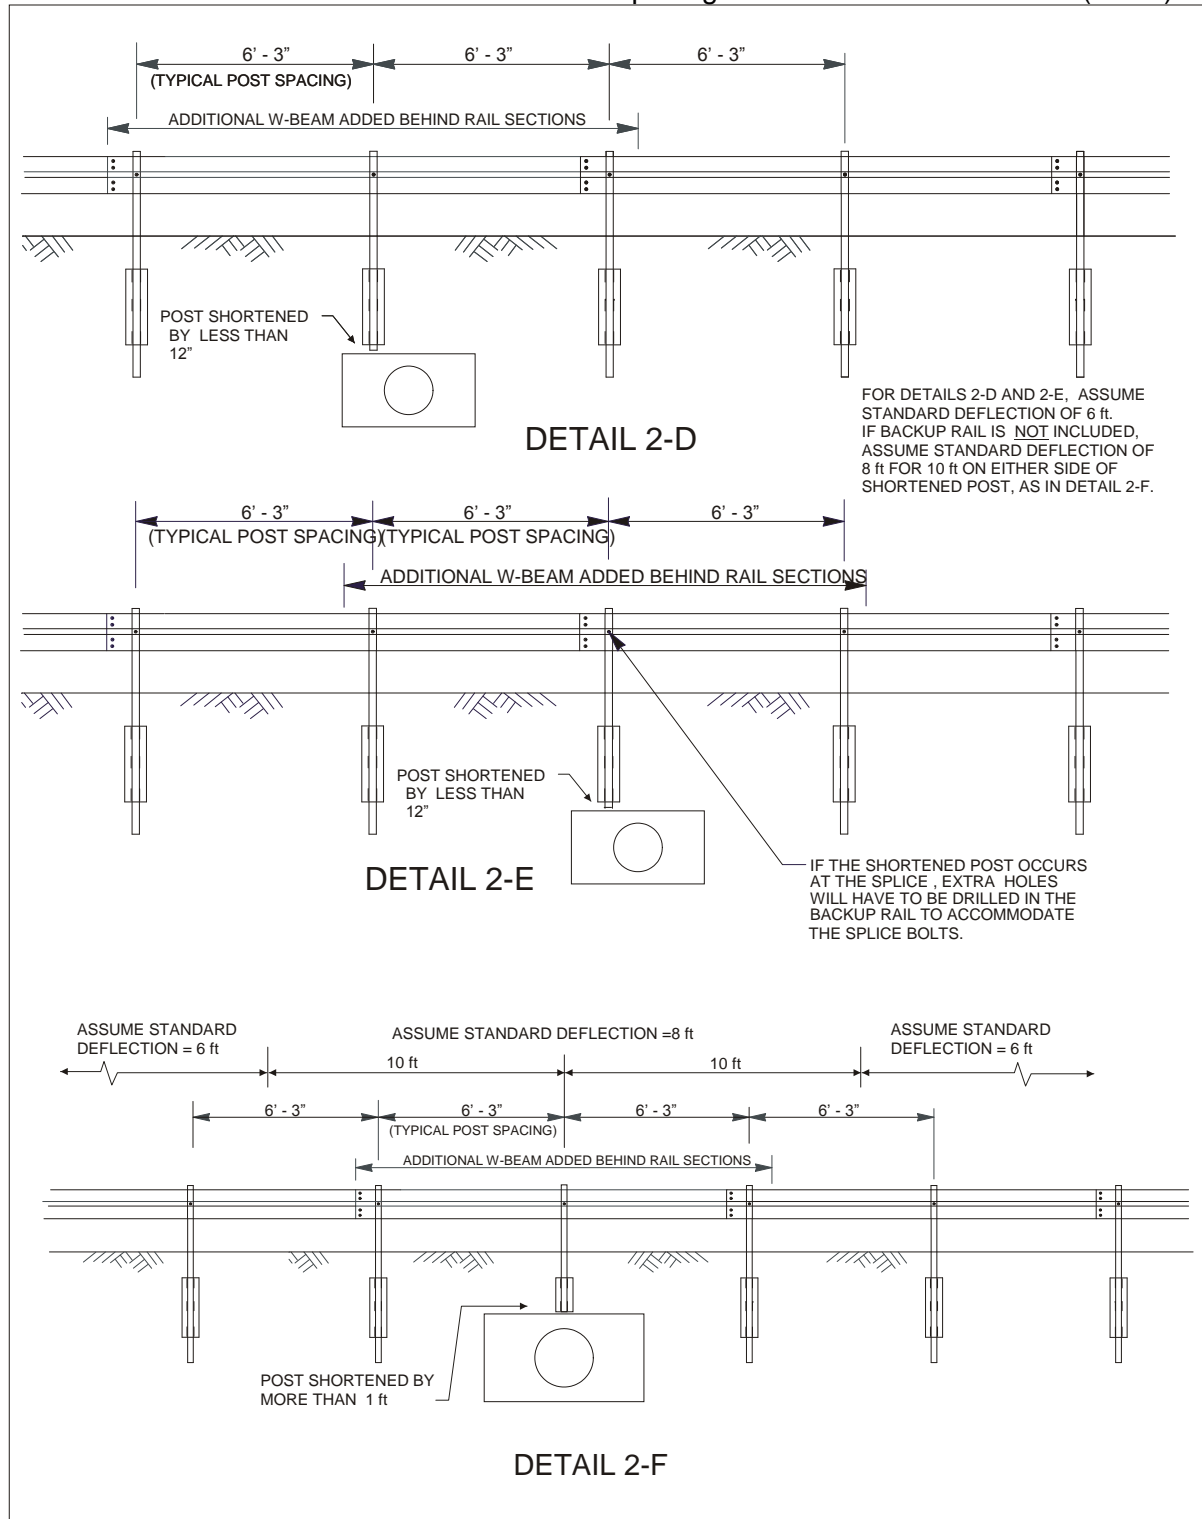 6’ - 3”
6’ - 3”
6’ - 3”
(TYPICAL POST SPACING)
ADDITIONAL W-BEAM ADDED BEHIND RAIL SECTIONS
POST SHORTENED
BY LESS THAN
12”
FOR DETAILS 2-D AND 2-E, ASSUME
STANDARD DEFLECTION OF 6 ft.
IF BACKUP RAIL IS NOT INCLUDED,
ASSUME STANDARD DEFLECTION OF
8 ft FOR 10 ft ON EITHER SIDE OF
SHORTENED POST, AS IN DETAIL 2-F.
DETAIL 2-D
6’ - 3”
6’ - 3”
6’ - 3”
(TYPICAL POST SPACING)
(TYPICAL POST SPACING)
ADDITIONAL W-BEAM ADDED BEHIND RAIL SECTIONS
POST SHORTENED
BY LESS THAN
12”
DETAIL 2-E
IF THE SHORTENED POST OCCURS
AT THE SPLICE , EXTRA HOLES
WILL HAVE TO BE DRILLED IN THE
BACKUP RAIL TO ACCOMMODATE
THE SPLICE BOLTS.
ASSUME STANDARD
DEFLECTION = 6 ft
ASSUME STANDARD DEFLECTION =8 ft
ASSUME STANDARD
DEFLECTION = 6 ft
10 ft
10 ft
6’ - 3”
6’ - 3”
6’ - 3”
6’ - 3”
(TYPICAL POST SPACING)
ADDITIONAL W-BEAM ADDED BEHIND RAIL SECTIONS
POST SHORTENED BY
MORE THAN 1 ft
DETAIL 2-F